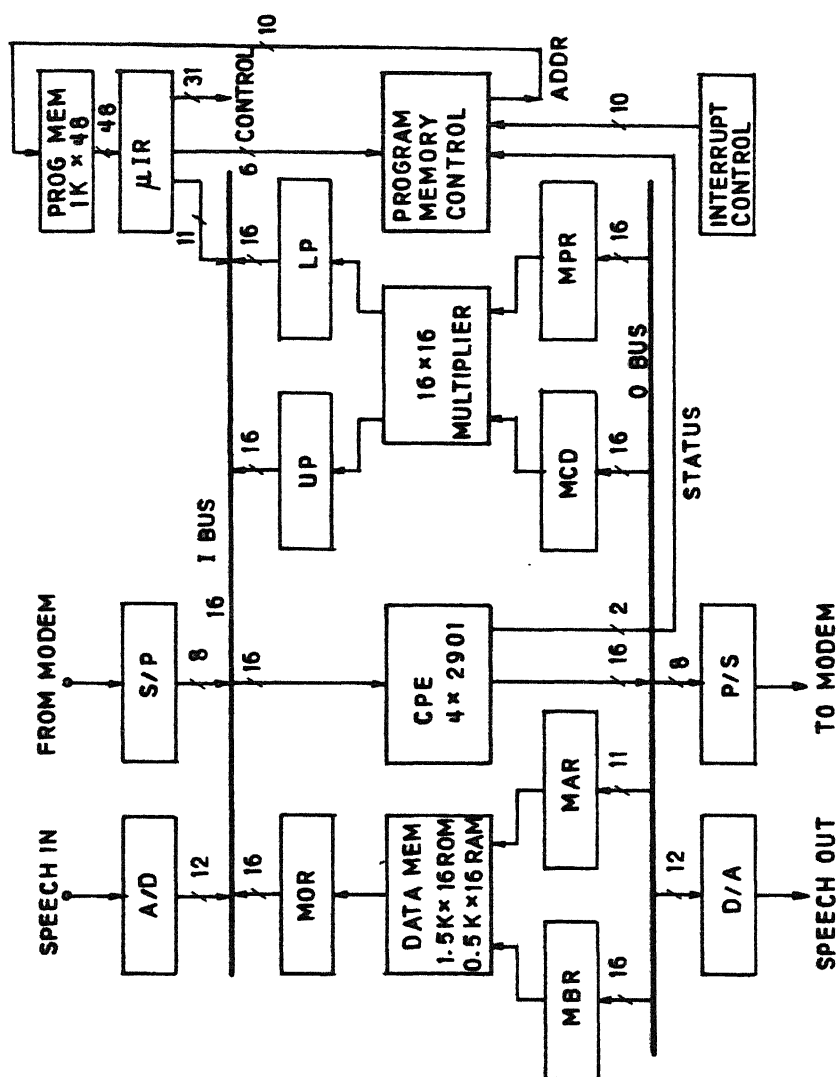 SPEECH IN
FROM MODEM
PROG MEM
1K × 48
A/D
S/P
48
μIR
12
8
11
31
I BUS
16
6
CONTROL
10
16
16
16
16
MOR
UP
LP
DATA MEM
1.5K × 16 ROM
0.5K × 16 RAM
CPE
4 × 2901
16 × 16
MULTIPLIER
PROGRAM
MEMORY
CONTROL
ADDR
MBR
MAR
MCD
MPR
16
11
16
2
16
16
10
O BUS
12
8
STATUS
D/A
P/S
INTERRUPT
CONTROL
SPEECH OUT
TO MODEM